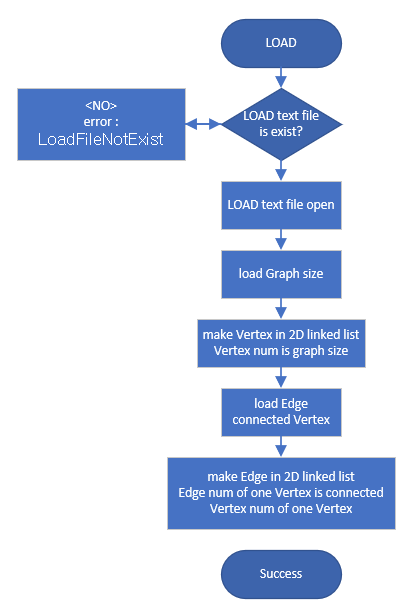 LOAD
<NO>
error :
LoadFileNotExist
LOAD text file
is exist?
LOAD text file open
load Graph size
make Vertex in 2D linked list
Vertex num is graph size
load Edge
connected Vertex
make Edge in 2D linked list
Edge num of one Vertex is connected
Vertex num of one Vertex
Success